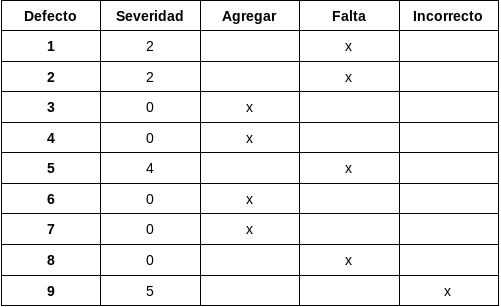 Defecto Severidad Agregar Falta Incorrecto
1 2 x
2 2 x
3 0 x
4 0 x
5 4 x
6 0 x
7 0 x
8 0 x
9 5 x